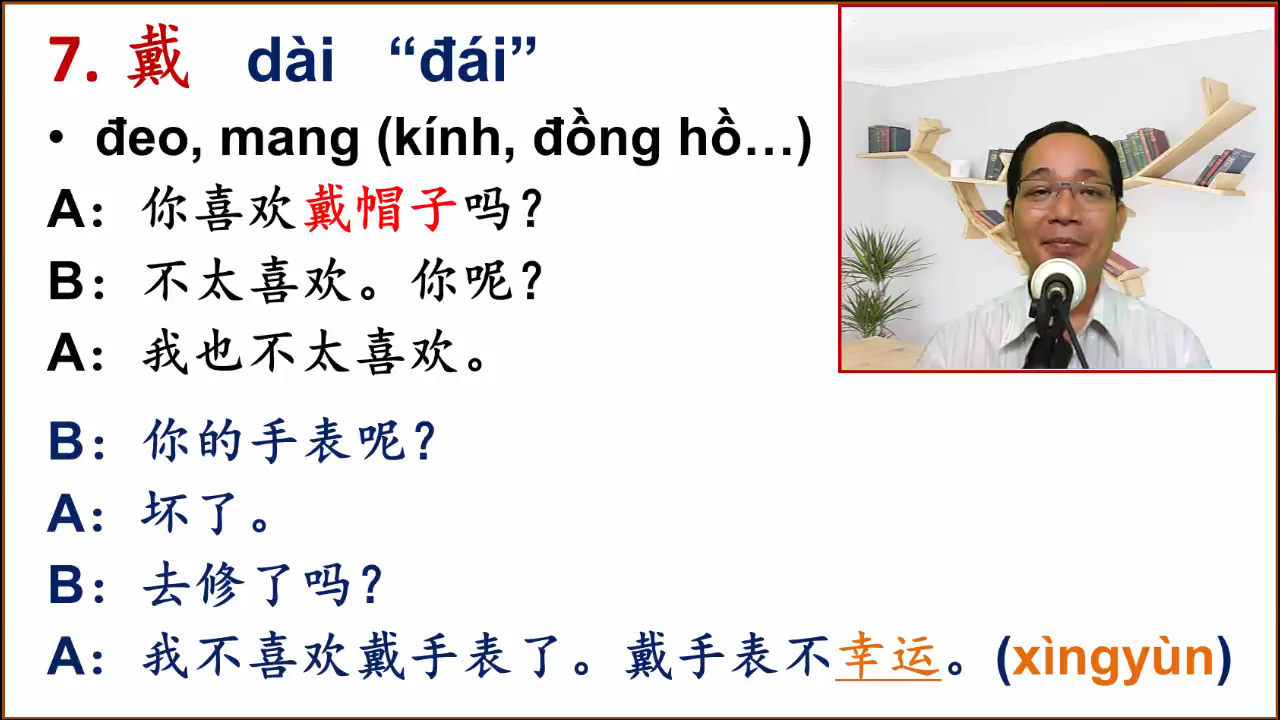 7. 戴 dài “đái”
• đeo, mang (kính, đồng hồ…)
A：你喜欢戴帽子吗？
B：不太喜欢。你呢？
A：我也不太喜欢。
B：你的手表呢？
A：坏了。
B：去修了吗？
A：我不喜欢戴手表了。戴手表不幸运。(xìngyùn)